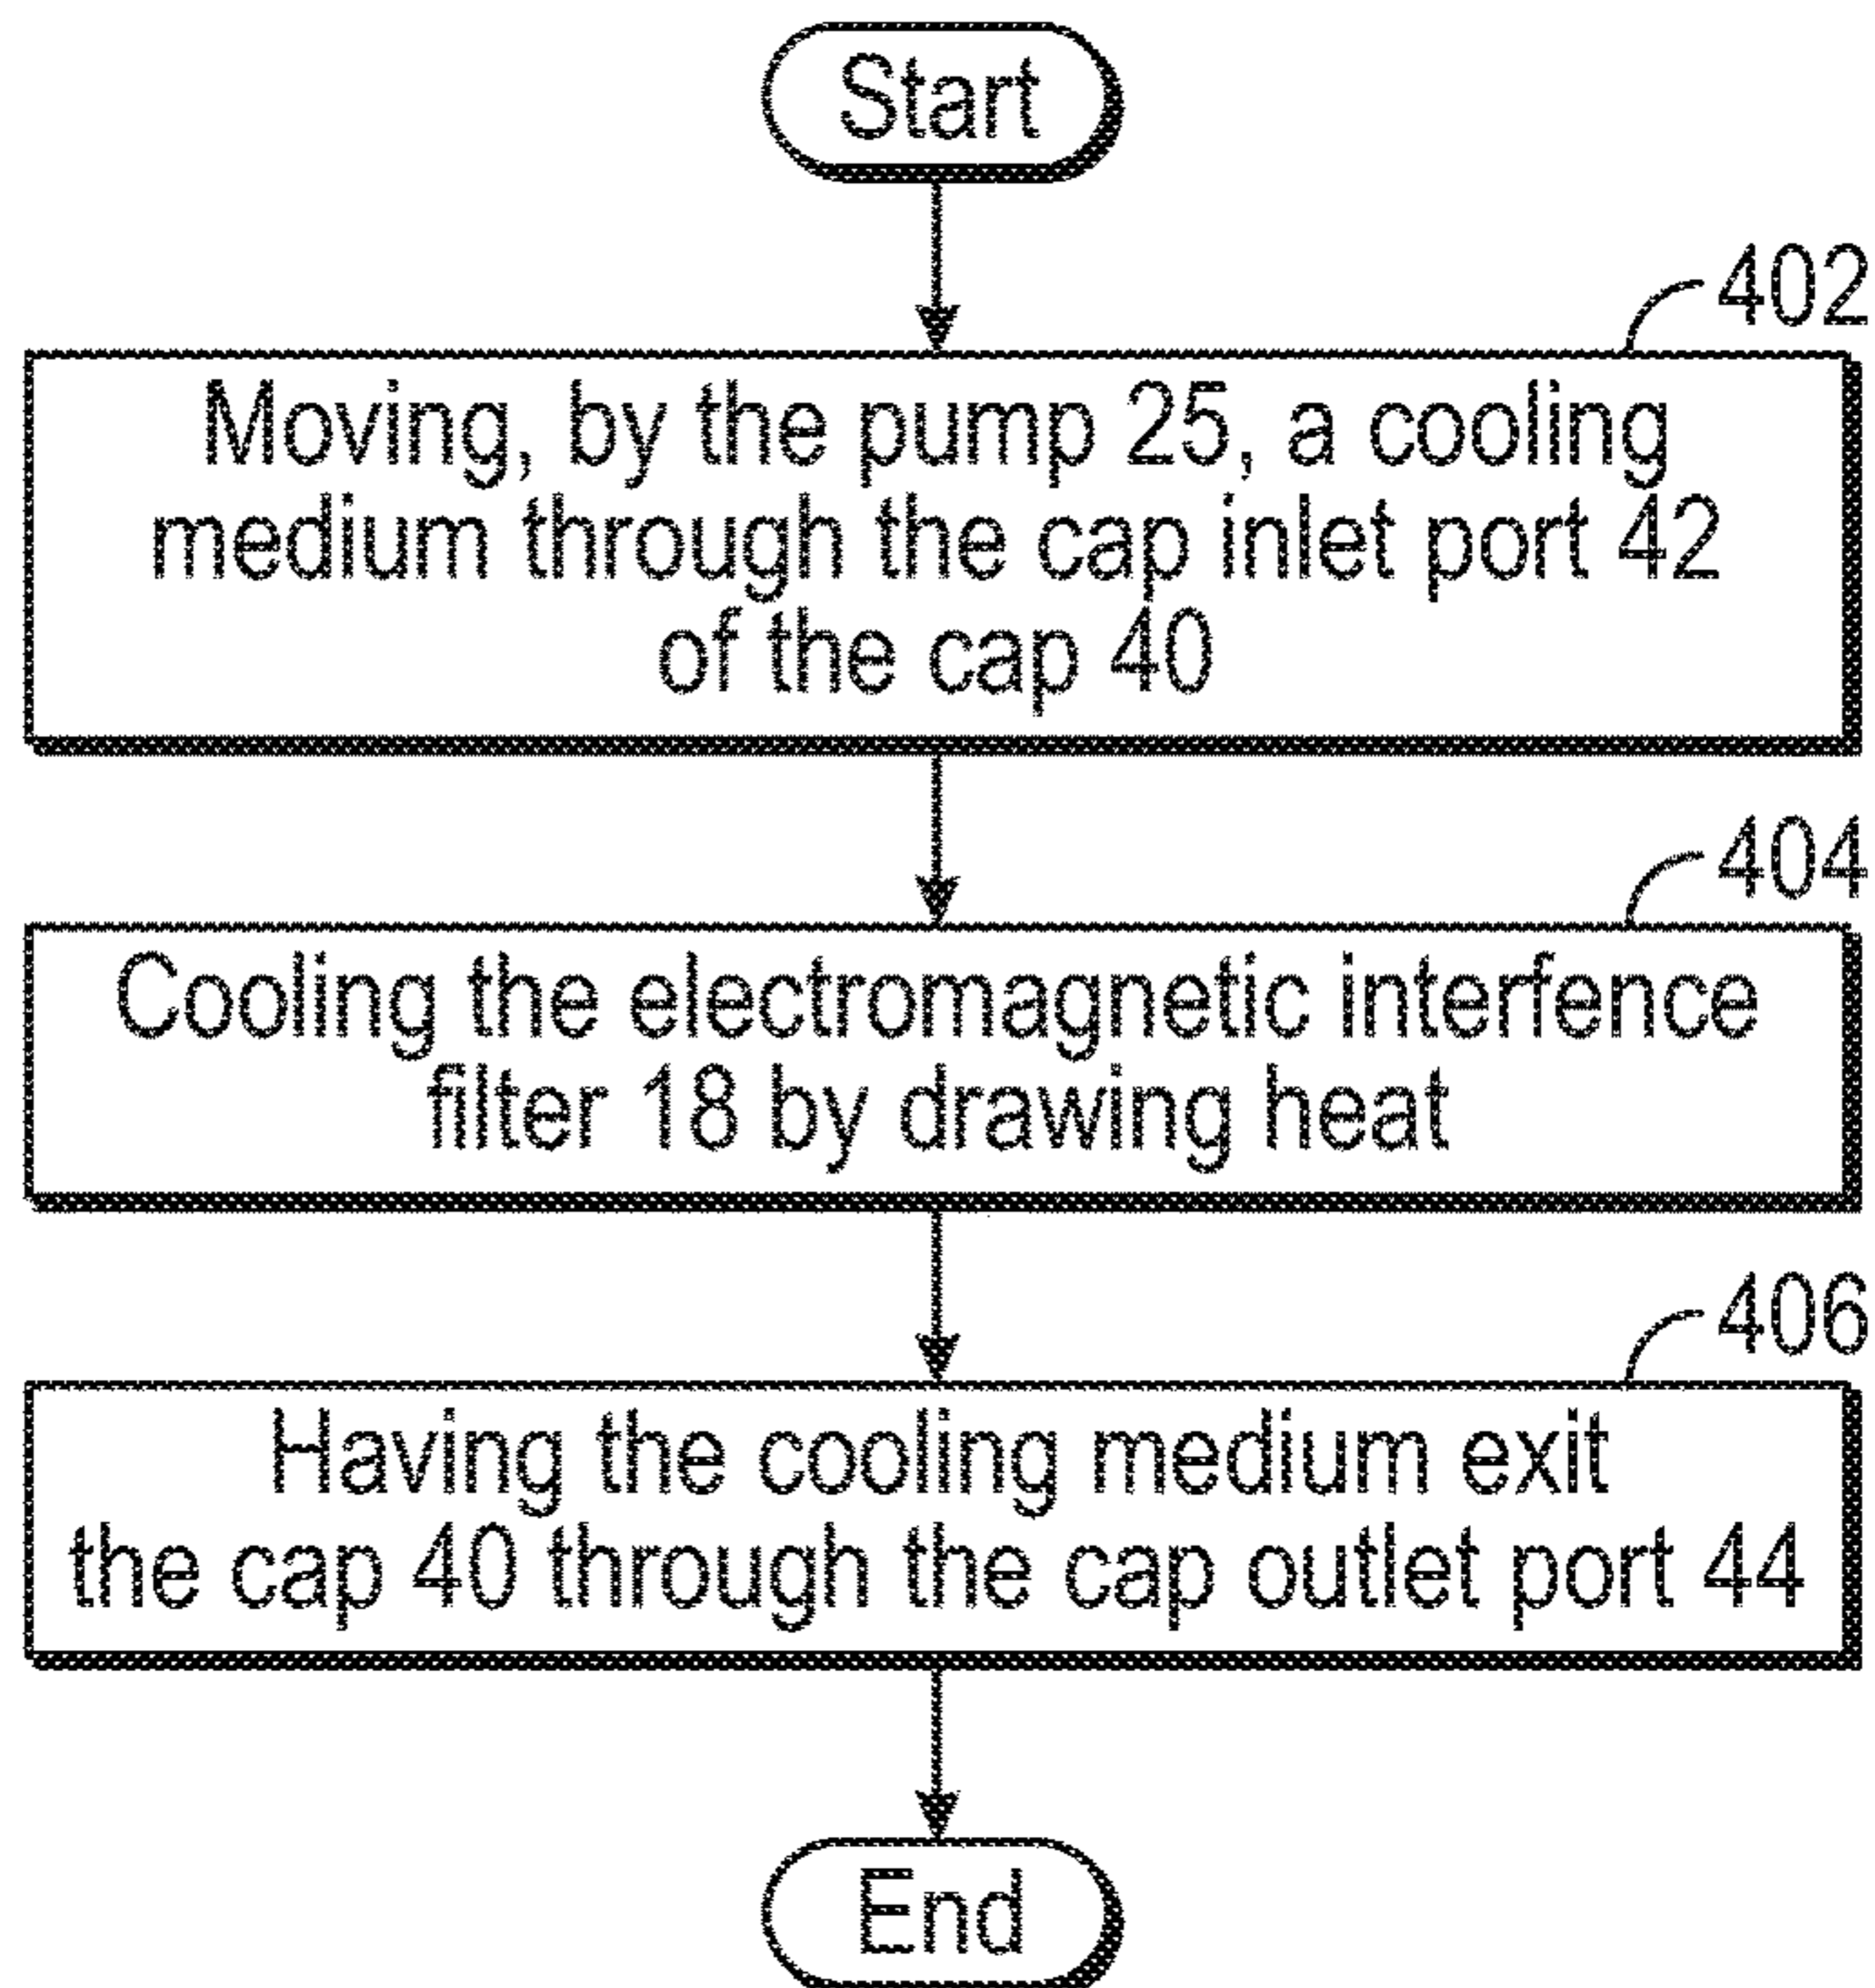 Start
402
Moving, by the pump 25, a cooling
medium through the cap inlet port 42
of the cap 40
404
Cooling the electromagnetic interfence
filter 18 by drawing heat
406
Having the cooling medium exit
the cap 40 through the cap outlet port 44
End